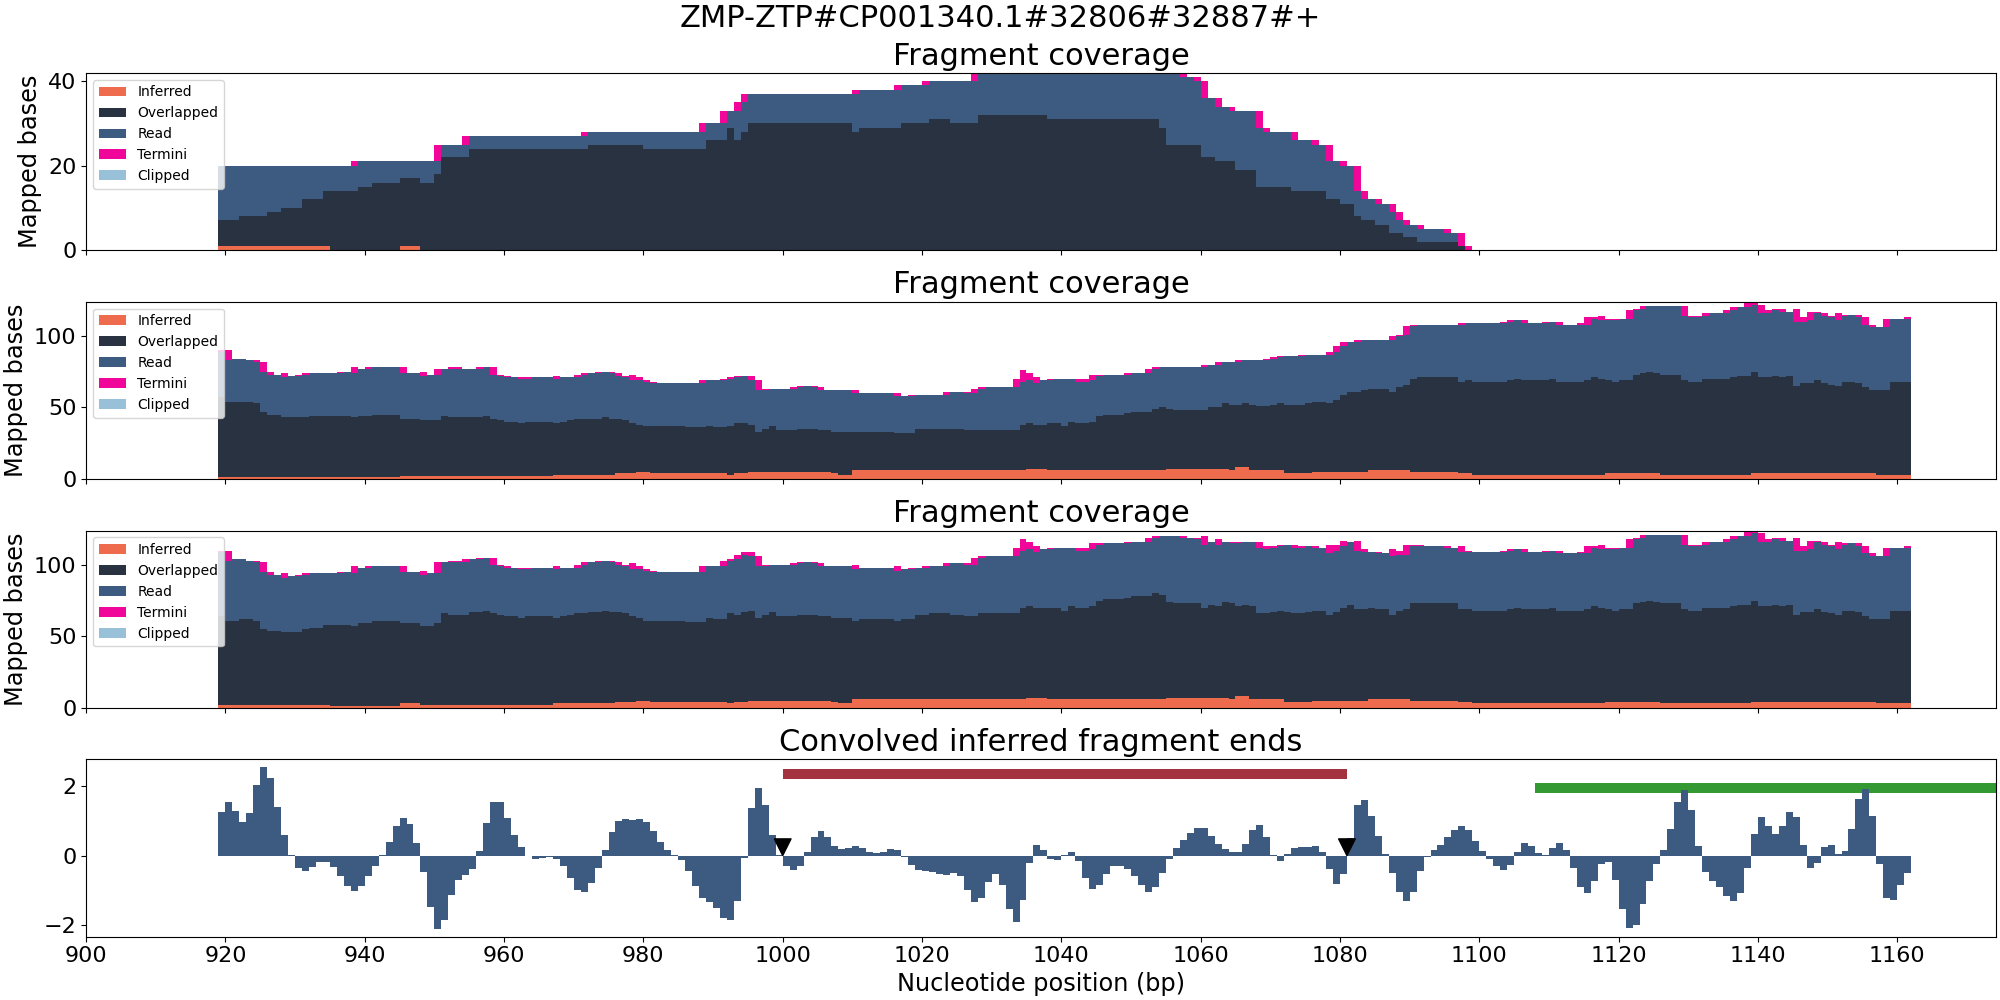 ZMP-ZTP#CP001340.1#32806#32887#+
Fragment coverage
Mapped bases
40
20
0
Inferred
Overlapped
Read
Termini
Clipped
Fragment coverage
Mapped bases
100
50
0
Inferred
Overlapped
Read
Termini
Clipped
Fragment coverage
Mapped bases
100
50
0
Inferred
Overlapped
Read
Termini
Clipped
Convolved inferred fragment ends
2
0
−2
900 920 940 960 980 1000 1020 1040 1060 1080 1100 1120 1140 1160
Nucleotide position (bp)